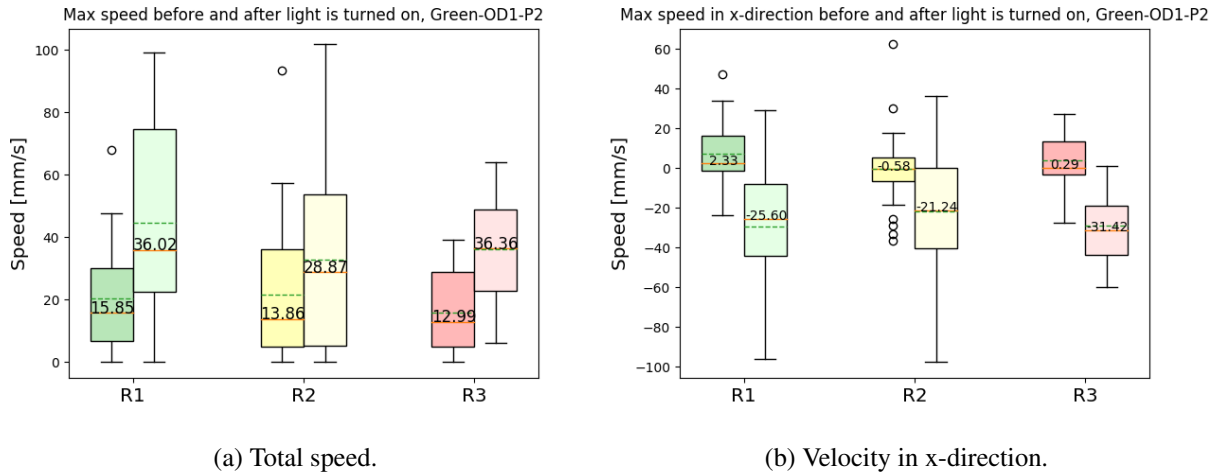 Max speed before and after light is turned on, Green-OD1-P2
Speed [mm/s]
100
80
60
40
20
0
15.85
36.02
13.86
28.87
12.99
36.36
R1
R2
R3
(a) Total speed.
Max speed in x-direction before and after light is turned on, Green-OD1-P2
Speed [mm/s]
60
40
20
0
−20
−40
−60
−80
−100
2.33
-25.60
-0.58
-21.24
0.29
-31.42
R1
R2
R3
(b) Velocity in x-direction.